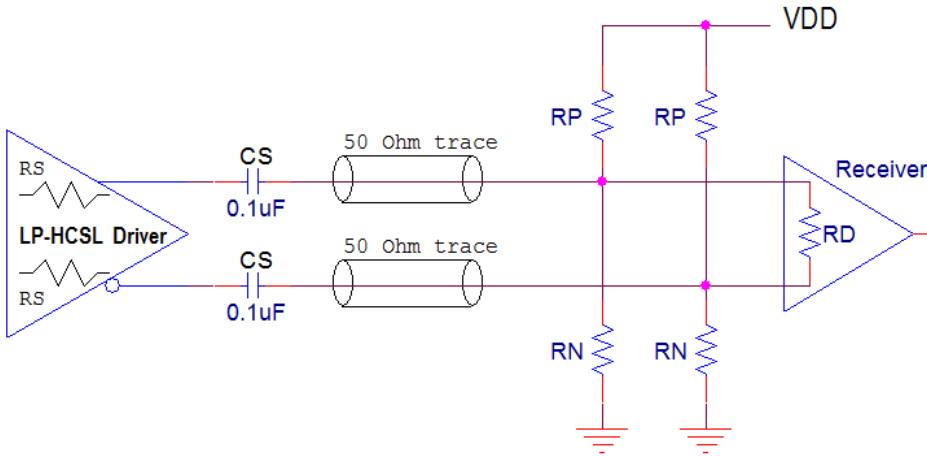 VDD
RP
RP
50 Ohm trace
CS
Receiver
RS
0.1uF
LP-HCSL Driver
RD
50 Ohm trace
CS
RS
0.1uF
RN
RN